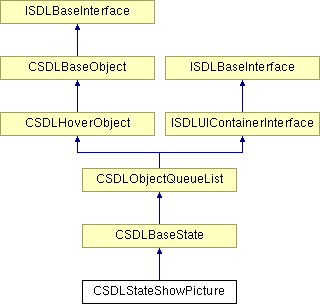 ISDLBaseInterface
CSDLBaseObject
ISDLBaseInterface
CSDLHoverObject
ISDLUIContainerInterface
CSDLObjectQueueList
CSDLBaseState
CSDLStateShowPicture